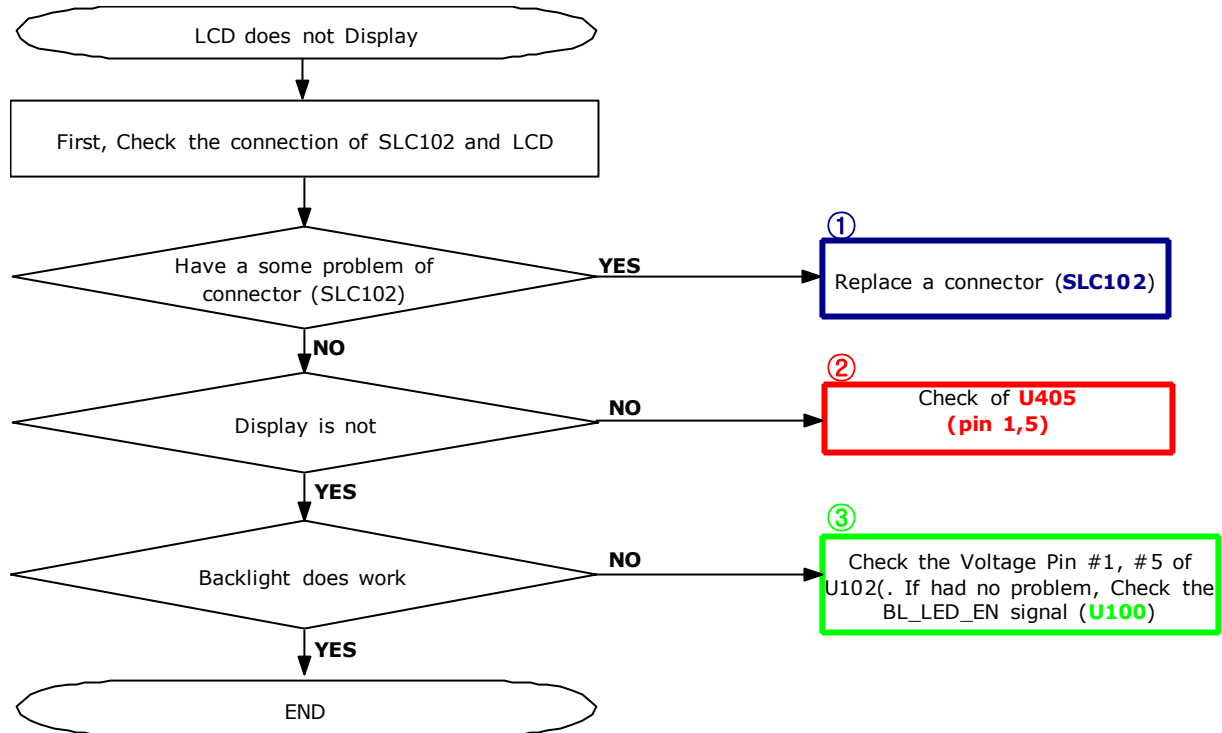 LCD does not Display
First, Check the connection of SLC102 and LCD
Have a some problem of
connector (SLC102)
YES
①
Replace a connector (SLC102)
NO
Display is not
NO
②
Check of U405
(pin 1,5)
YES
Backlight does work
NO
③
Check the Voltage Pin #1, #5 of
U102(. If had no problem, Check the
BL_LED_EN signal (U100)
YES
END